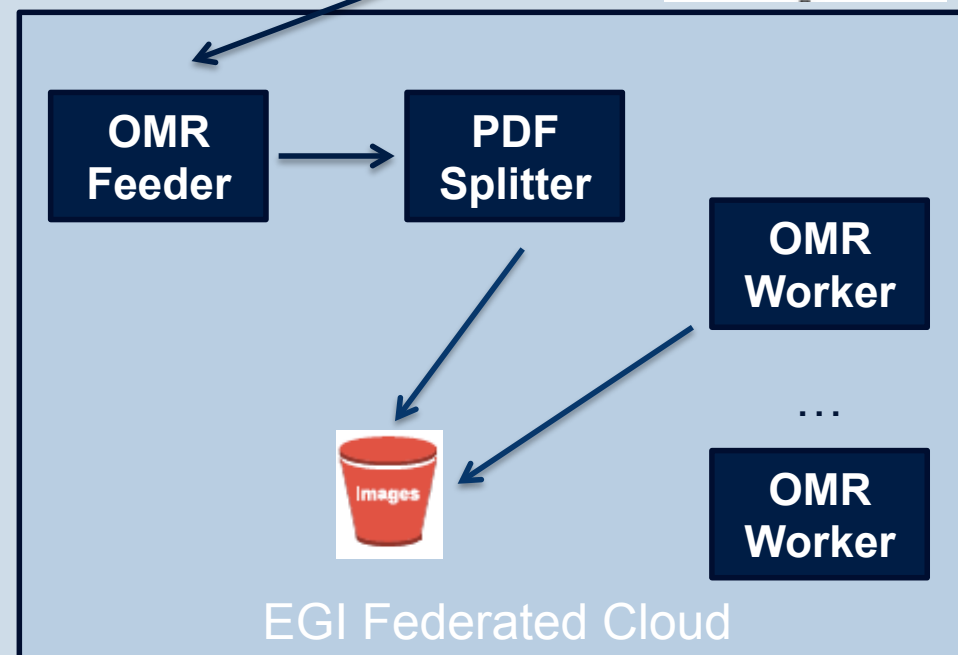 OMR
Feeder
PDF
Splitter
OMR
Worker
...
OMR
Worker
Images
EGI Federated Cloud